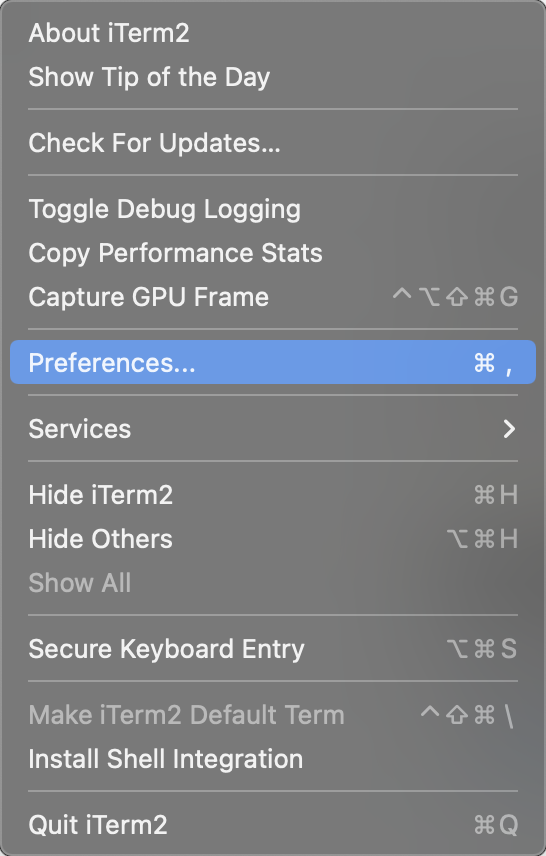 About iTerm2
Show Tip of the Day
Check For Updates...
Toggle Debug Logging
Copy Performance Stats
Capture GPU Frame ^⌥⇧⌘G
Preferences... ⌘,
Services >
Hide iTerm2 ⌘H
Hide Others ⌥⌘H
Show All
Secure Keyboard Entry ⌥⌘S
Make iTerm2 Default Term ^⇧⌘\
Install Shell Integration
Quit iTerm2 ⌘Q